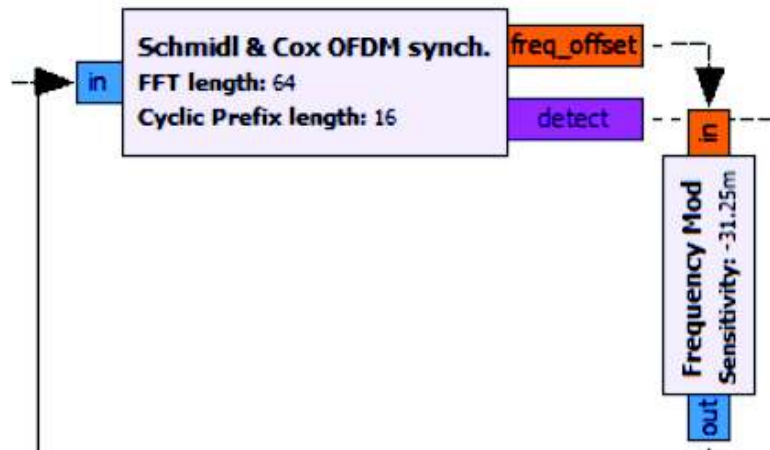 Schmidl & Cox OFDM synch.
freq_offset
in
FFT length: 64
Cyclic Prefix length: 16
detect
in
Frequency Mod
Sensitivity: -31.25m
out